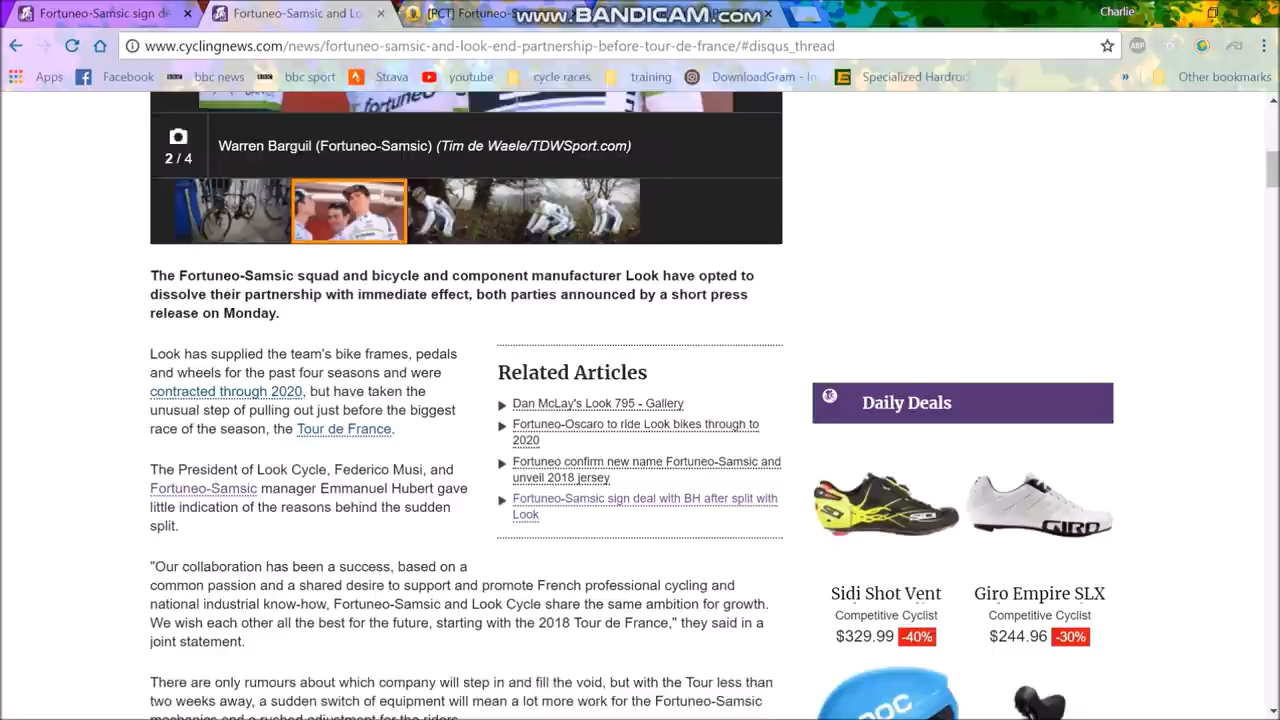 Fortuneo-Samsic sign d
Fortuneo-Samsic and Lo
[PCT] Fortuneo-S
www.BANDICAM.com
Charlie
www.cyclingnews.com/news/fortuneo-samsic-and-look-end-partnership-before-tour-de-france/#disqus_thread
ABP
Apps
Facebook
BBC
bbc news
BBC
bbc sport
Strava
youtube
cycle races
training
DownloadGram - In
Specialized Hardro
»
Other bookmarks
fortuneo
2 / 4
Warren Barguil (Fortuneo-Samsic) (Tim de Waele/TDWSport.com)
The Fortuneo-Samsic squad and bicycle and component manufacturer Look have opted to
dissolve their partnership with immediate effect, both parties announced by a short press
release on Monday.
Look has supplied the team's bike frames, pedals
and wheels for the past four seasons and were
contracted through 2020, but have taken the
unusual step of pulling out just before the biggest
race of the season, the Tour de France.
The President of Look Cycle, Federico Musi, and
Fortuneo-Samsic manager Emmanuel Hubert gave
little indication of the reasons behind the sudden
split.
Related Articles
Dan McLay's Look 795 - Gallery
Fortuneo-Oscaro to ride Look bikes through to
2020
Fortuneo confirm new name Fortuneo-Samsic and
unveil 2018 jersey
Fortuneo-Samsic sign deal with BH after split with
Look
"Our collaboration has been a success, based on a
common passion and a shared desire to support and promote French professional cycling and
national industrial know-how, Fortuneo-Samsic and Look Cycle share the same ambition for growth.
We wish each other all the best for the future, starting with the 2018 Tour de France," they said in a
joint statement.
There are only rumours about which company will step in and fill the void, but with the Tour less than
two weeks away, a sudden switch of equipment will mean a lot more work for the Fortuneo-Samsic
mechanics and a rushed adjustment for the riders
Daily Deals
SIDI
GIRO
Sidi Shot Vent
Competitive Cyclist
$329.99 -40%
Giro Empire SLX
Competitive Cyclist
$244.96 -30%
POC